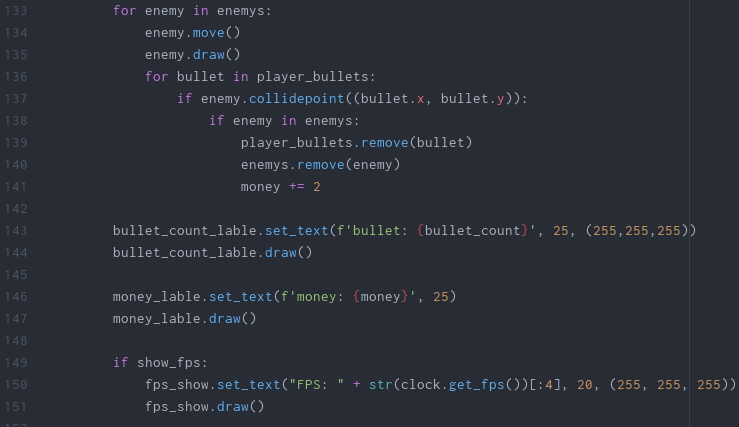 133 for enemy in enemys:
134 enemy.move()
135 enemy.draw()
136 for bullet in player_bullets:
137 if enemy.collidepoint((bullet.x, bullet.y)):
138 if enemy in enemys:
139 player_bullets.remove(bullet)
140 enemys.remove(enemy)
141 money += 2
142
143 bullet_count_lable.set_text(f'bullet: {bullet_count}', 25, (255,255,255))
144 bullet_count_lable.draw()
145
146 money_lable.set_text(f'money: {money}', 25)
147 money_lable.draw()
148
149 if show_fps:
150 fps_show.set_text("FPS: " + str(clock.get_fps())[:4], 20, (255, 255, 255))
151 fps_show.draw()